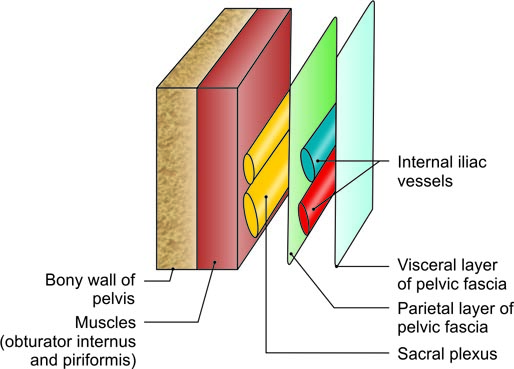 Internal iliac
vessels
Visceral layer
of pelvic fascia
Parietal layer of
pelvic fascia
Sacral plexus
Bony wall of
pelvis
Muscles
(obturator internus
and piriformis)